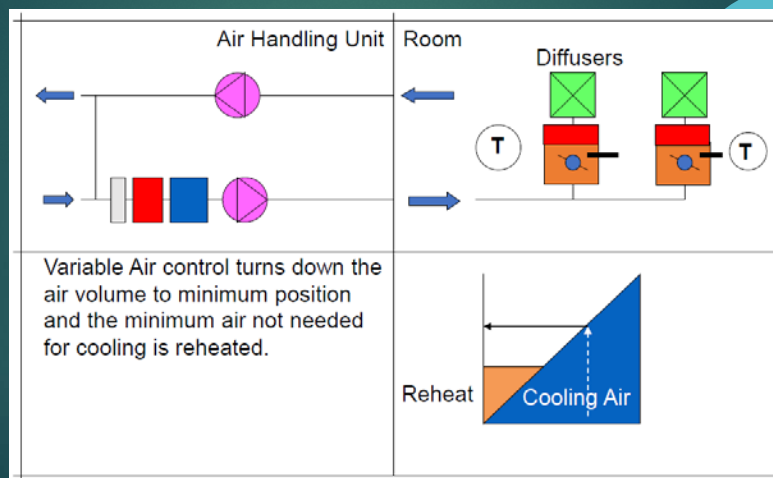 Air Handling Unit
Room
Diffusers
T
T
Variable Air control turns down the
air volume to minimum position
and the minimum air not needed
for cooling is reheated.
Reheat
Cooling Air